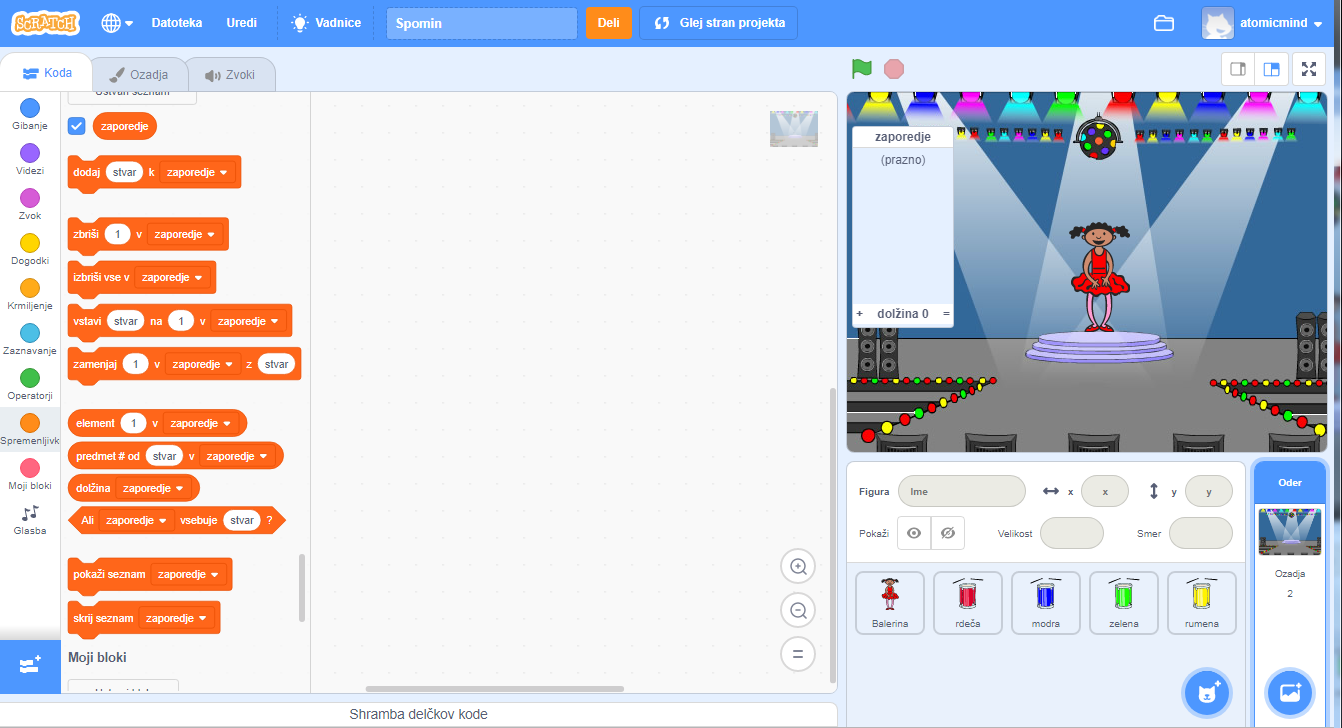 SCRATCH
Datoteka
Uredi
Vadnice
Spomin
Deli
Glej stran projekta
atomicmind
Koda
Ozadja
Zvoki
Gibanje
Videzi
Zvok
Dogodki
Krmiljenje
Zaznavanje
Operatorji
Spremenljivk
Moji bloki
Glasba
zaporedje
dodaj stvar k zaporedje
zbriši 1 v zaporedje
izbriši vse v zaporedje
vstavi stvar na 1 v zaporedje
zamenjaj 1 v zaporedje z stvar
element 1 v zaporedje
predmet # od stvar v zaporedje
dolžina zaporedje
Ali zaporedje vsebuje stvar ?
pokaži seznam zaporedje
skrij seznam zaporedje
Moji bloki
Shramba delčkov kode
zaporedje
(prazno)
+ dolžina 0 =
Figura Ime x x y y
Pokaži Velikost Smer
Balerina
rdeča
modra
zelena
rumena
Oder
Ozadja
2